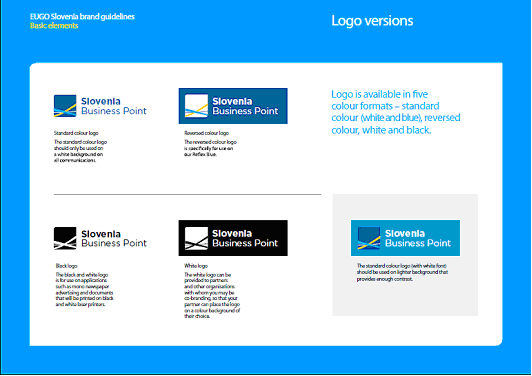 EUGO Slovenia brand guidelines
Basic elements
Logo versions
Slovenia
Business Point
Standard colour logo
The standard colour logo
should only be used on
a white background on
all communications.
Slovenia
Business Point
Reversed colour logo
The reversed colour logo
is specifically for use on
our Reflex Blue.
Logo is available in five
colour formats – standard
colour (white and blue), reversed
colour, white and black.
Slovenia
Business Point
Black logo
The black and white logo
is for use on applications
such as mono newspaper
advertising and documents
that will be printed on black
and white laser printers.
Slovenia
Business Point
White logo
The white logo can be
provided to partners
and other organisations
with whom you may be
co-branding, so that your
partner can place the logo
on a colour background of
their choice.
Slovenia
Business Point
The standard colour logo (with white font)
should be used on lighter background that
provides enough contrast.